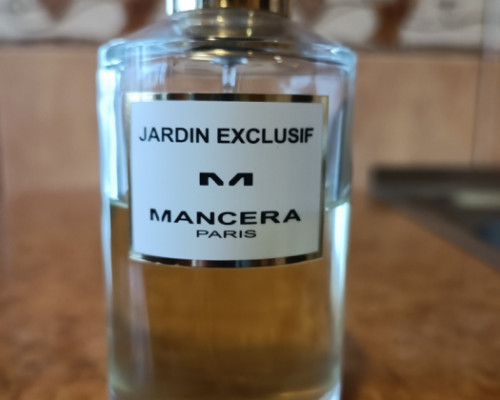 JARDIN EXCLUSIF
M
MANCERA
PARIS